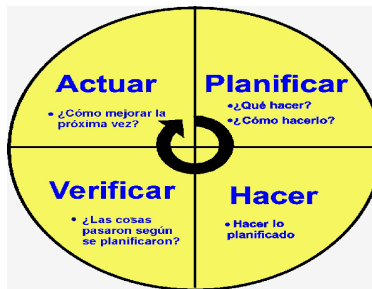 Actuar
• ¿Cómo mejorar la
próxima vez?
Planificar
•¿Qué hacer?
•¿Cómo hacerlo?
Verificar
• ¿Las cosas
pasaron según
se planificaron?
Hacer
• Hacer lo
planificado